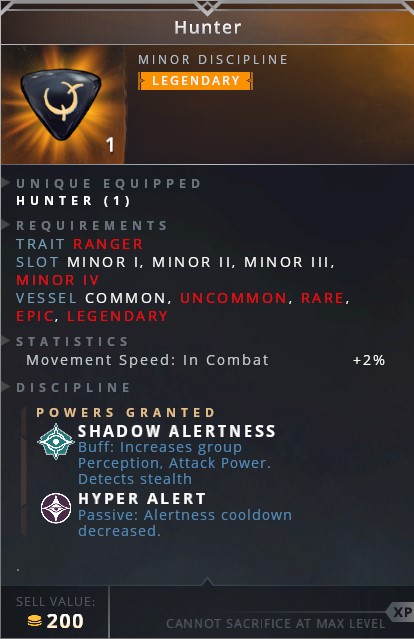 Hunter
MINOR DISCIPLINE
LEGENDARY
1
UNIQUE EQUIPPED
HUNTER (1)
REQUIREMENTS
TRAIT RANGER
SLOT MINOR I, MINOR II, MINOR III,
MINOR IV
VESSEL COMMON, UNCOMMON, RARE,
EPIC, LEGENDARY
STATISTICS
Movement Speed: In Combat +2%
DISCIPLINE
POWERS GRANTED
SHADOW ALERTNESS
Buff: Increases group
Perception, Attack Power.
Detects stealth
HYPER ALERT
Passive: Alertness cooldown
decreased.
SELL VALUE:
200
XP
CANNOT SACRIFICE AT MAX LEVEL